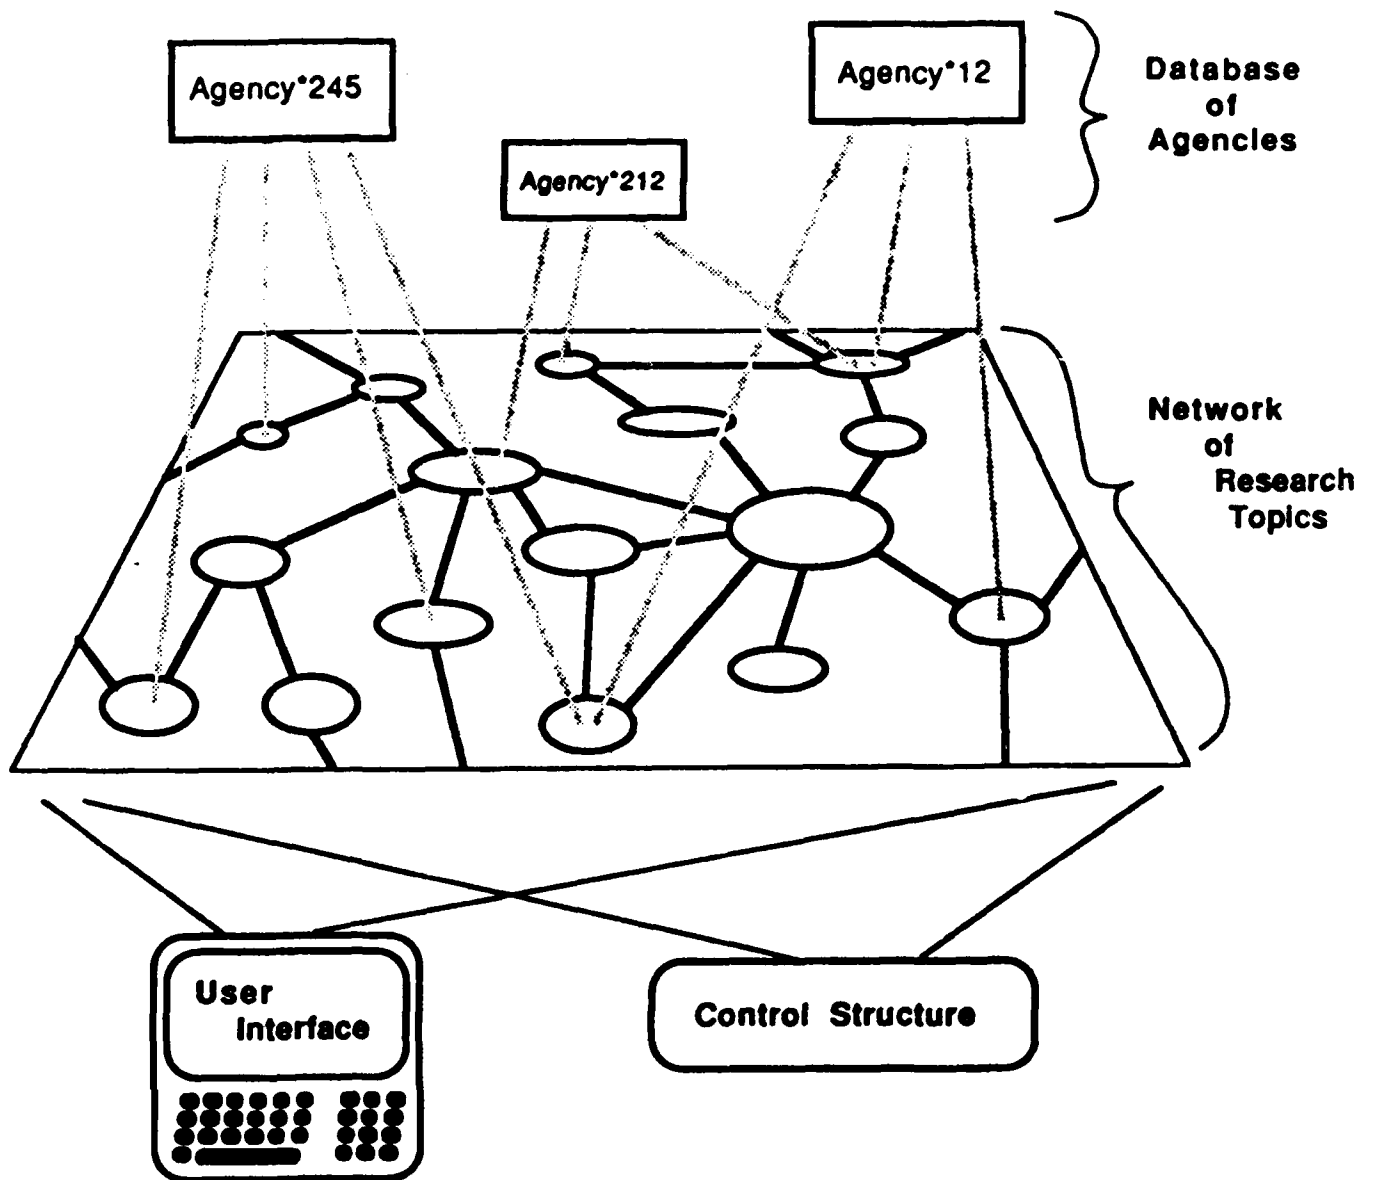 Agency*245
Agency*12
Database
of
Agencies
Agency*212
Network
of
Research
Topics
User
Interface
Control Structure